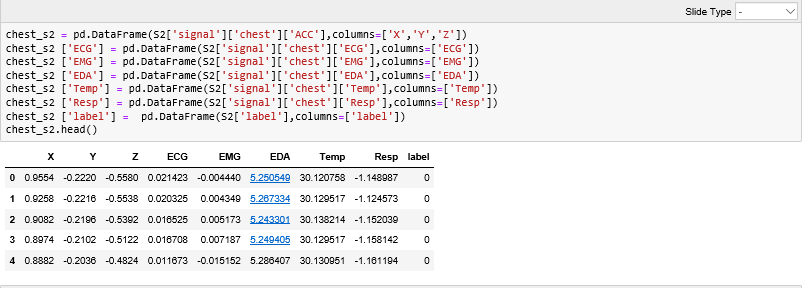 Slide Type -
chest_s2 = pd.DataFrame(S2['signal']['chest']['ACC'],columns=['X','Y','Z'])
chest_s2 ['ECG'] = pd.DataFrame(S2['signal']['chest']['ECG'],columns=['ECG'])
chest_s2 ['EMG'] = pd.DataFrame(S2['signal']['chest']['EMG'],columns=['EMG'])
chest_s2 ['EDA'] = pd.DataFrame(S2['signal']['chest']['EDA'],columns=['EDA'])
chest_s2 ['Temp'] = pd.DataFrame(S2['signal']['chest']['Temp'],columns=['Temp'])
chest_s2 ['Resp'] = pd.DataFrame(S2['signal']['chest']['Resp'],columns=['Resp'])
chest_s2 ['label'] =  pd.DataFrame(S2['label'],columns=['label'])
chest_s2.head()
X Y Z ECG EMG EDA Temp Resp label
0 0.9554 -0.2220 -0.5580 0.021423 -0.004440 5.250549 30.120758 -1.148987 0
1 0.9258 -0.2216 -0.5538 0.020325 0.004349 5.267334 30.129517 -1.124573 0
2 0.9082 -0.2196 -0.5392 0.016525 0.005173 5.243301 30.138214 -1.152039 0
3 0.8974 -0.2102 -0.5122 0.016708 0.007187 5.249405 30.129517 -1.158142 0
4 0.8882 -0.2036 -0.4824 0.011673 -0.015152 5.286407 30.130951 -1.161194 0